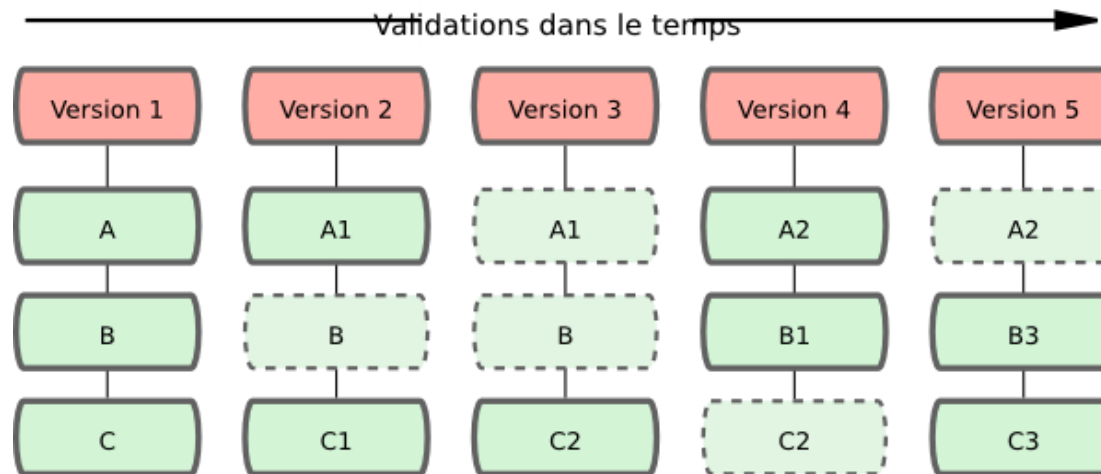 Validations dans le temps
Version 1 Version 2 Version 3 Version 4 Version 5
A A1 A1 A2 A2
B B B B1 B3
C C1 C2 C2 C3